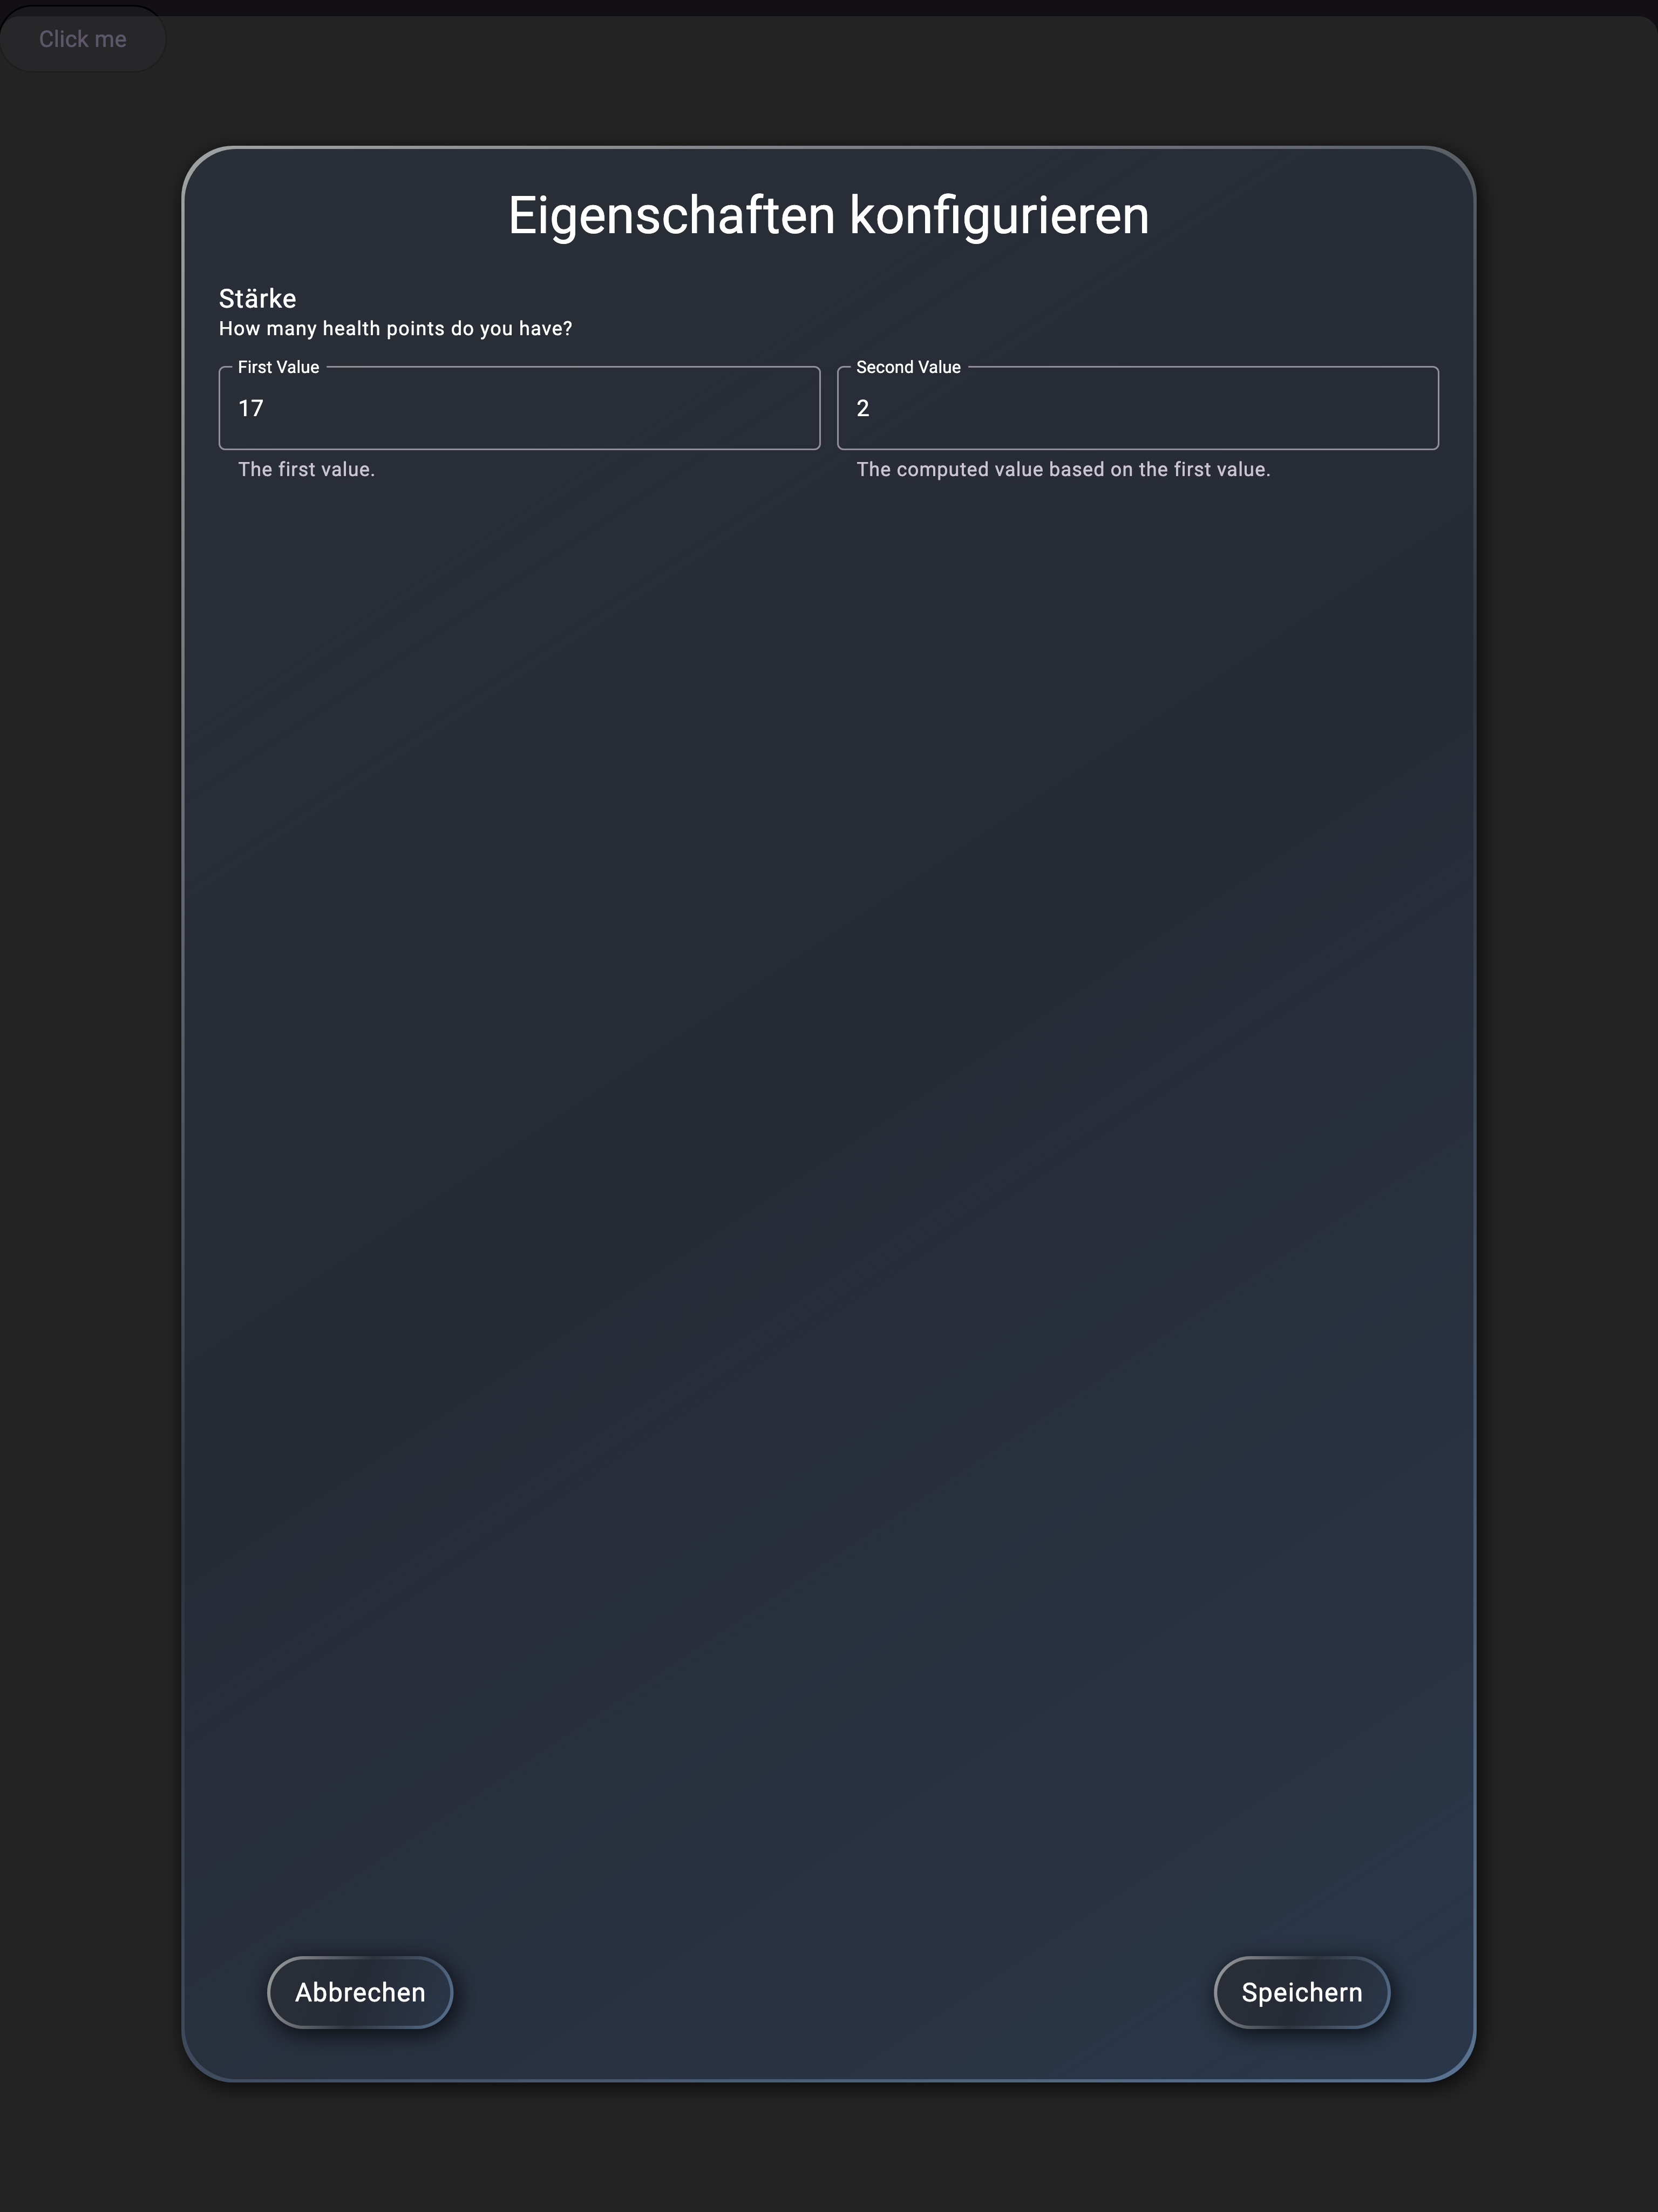 Click me
Eigenschaften konfigurieren
Stärke
How many health points do you have?
First Value
Second Value
17
2
The first value.
The computed value based on the first value.
Abbrechen
Speichern